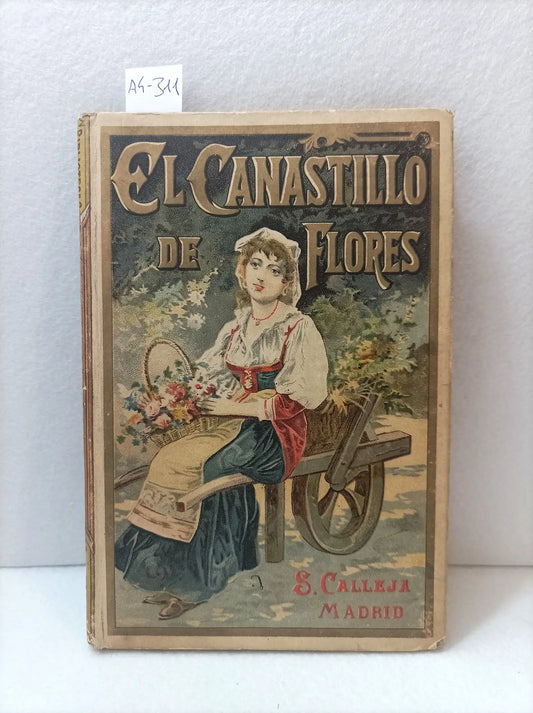 A4-311
EL CANASTILLO
DE FLORES
S. CALLEJA
MADRID